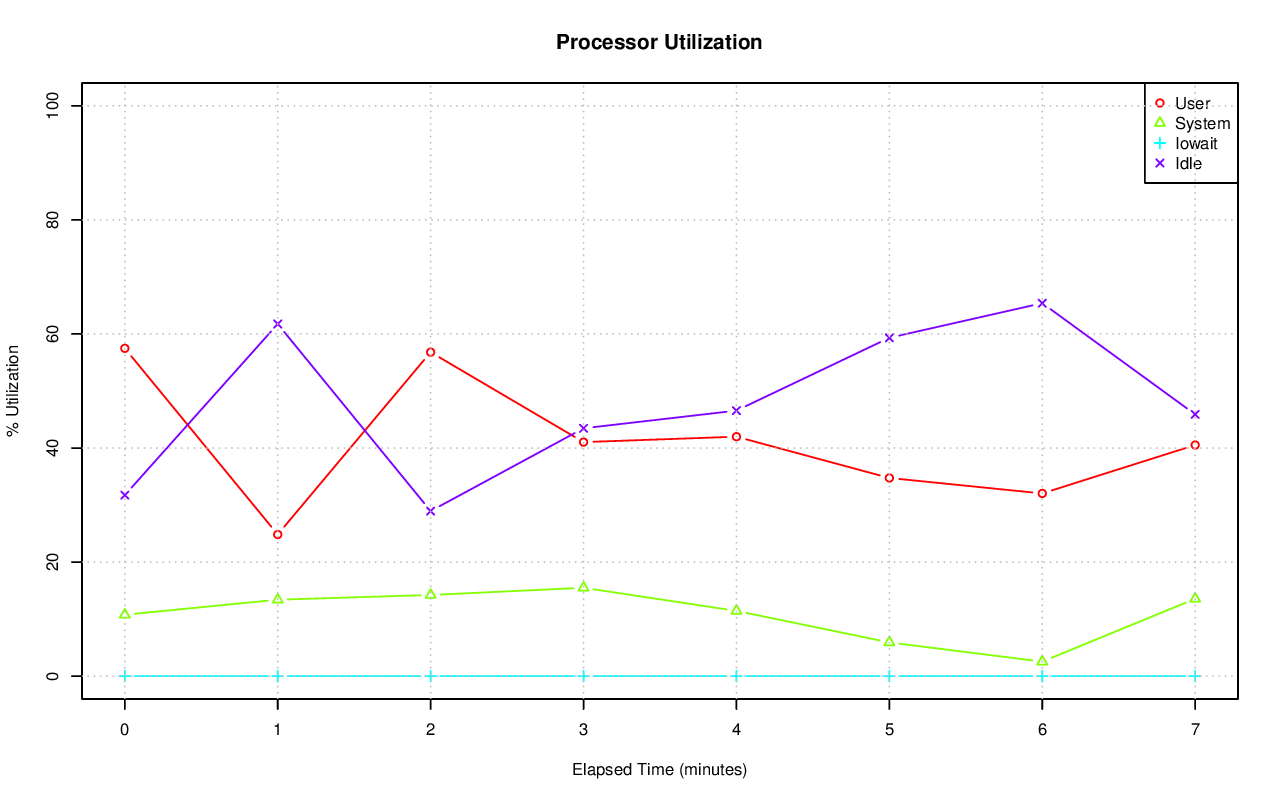 Processor Utilization
% Utilization
100
80
60
40
20
0
User
System
Iowait
Idle
0 1 2 3 4 5 6 7
Elapsed Time (minutes)